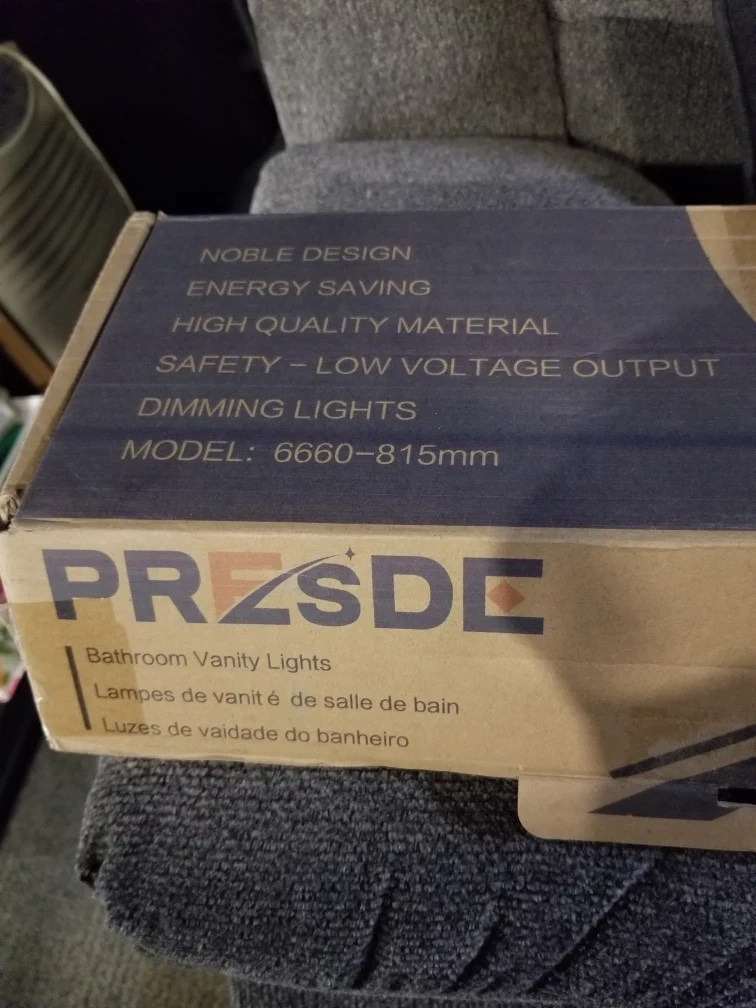 NOBLE DESIGN
ENERGY SAVING
HIGH QUALITY MATERIAL
SAFETY - LOW VOLTAGE OUTPUT
DIMMING LIGHTS
MODEL: 6660-815mm
PRESDE
Bathroom Vanity Lights
Lampes de vanit é de salle de bain
Luzes de vaidade do banheiro